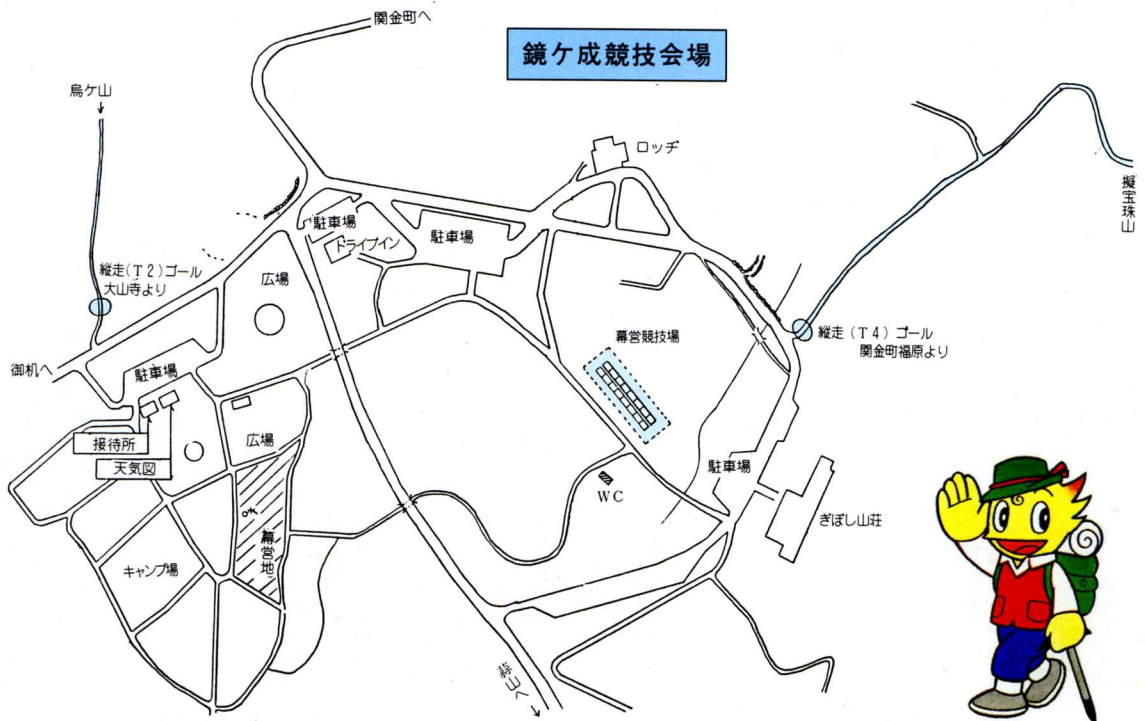 関金町へ
鏡ケ成競技会場
烏ケ山
ロッヂ
擬宝珠山
駐車場
ドライブイン
駐車場
縦走(T2)ゴール
大山寺より
広場
縦走(T4)ゴール
関金町福原より
幕営競技場
御机へ
駐車場
接待所
天気図
広場
駐車場
WC
ぎぼし山荘
幕営地
キャンプ場
蒜山へ